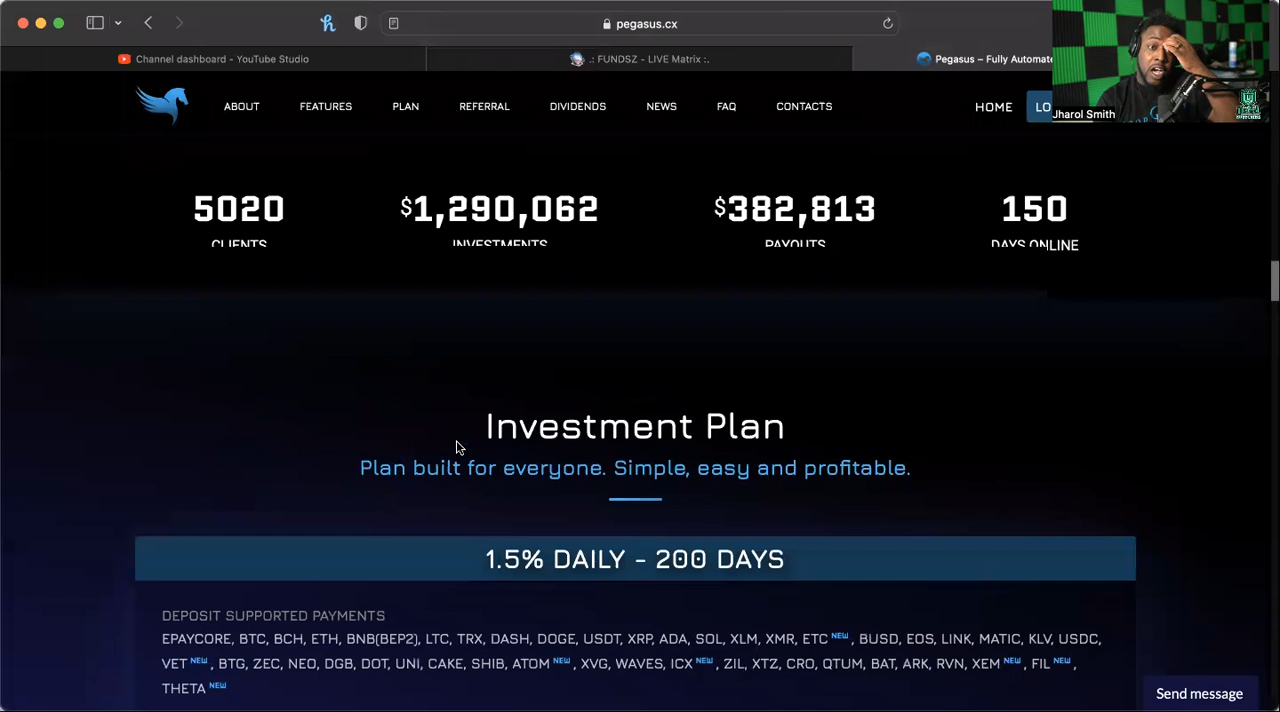 pegasus.cx
Channel dashboard - YouTube Studio
.: FUNDSZ - LIVE Matrix :.
Pegasus – Fully Automate
ABOUT
FEATURES
PLAN
REFERRAL
DIVIDENDS
NEWS
FAQ
CONTACTS
HOME
LO
Jharol Smith
5020
$1,290,062
$382,813
150
CLIENTS
INVESTMENTS
PAYOUTS
DAYS ONLINE
Investment Plan
Plan built for everyone. Simple, easy and profitable.
1.5% DAILY - 200 DAYS
DEPOSIT SUPPORTED PAYMENTS
EPAYCORE, BTC, BCH, ETH, BNB(BEP2), LTC, TRX, DASH, DOGE, USDT, XRP, ADA, SOL, XLM, XMR, ETC NEW, BUSD, EOS, LINK, MATIC, KLV, USDC,
VET NEW, BTG, ZEC, NEO, DGB, DOT, UNI, CAKE, SHIB, ATOM NEW, XVG, WAVES, ICX NEW, ZIL, XTZ, CRO, QTUM, BAT, ARK, RVN, XEM NEW, FIL NEW,
THETA NEW
Send message